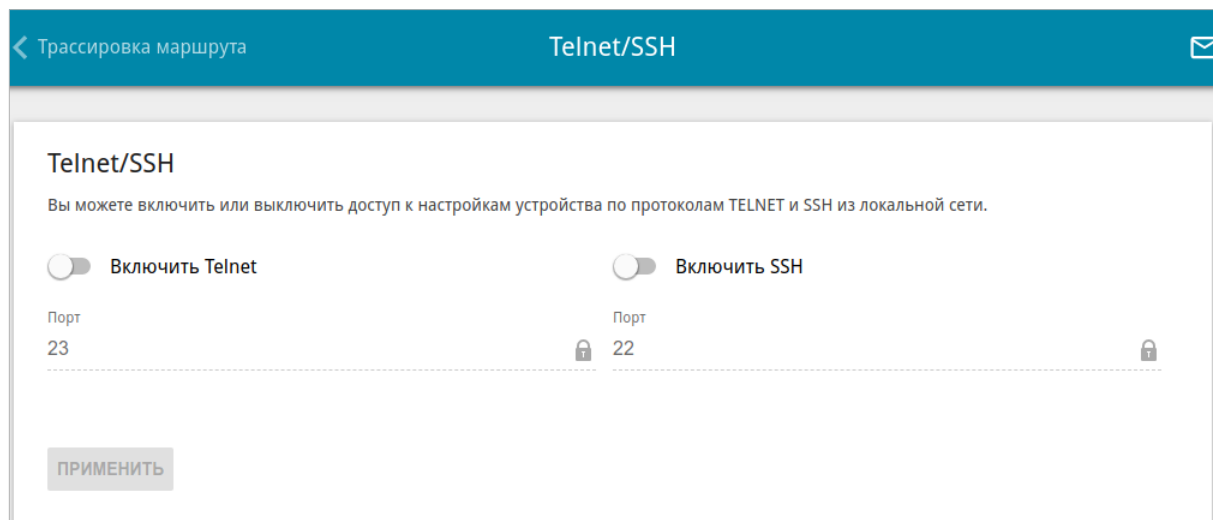 Трассировка маршрута
Telnet/SSH
Telnet/SSH
Вы можете включить или выключить доступ к настройкам устройства по протоколам TELNET и SSH из локальной сети.
Включить Telnet
Включить SSH
Порт
Порт
23
22
ПРИМЕНИТЬ